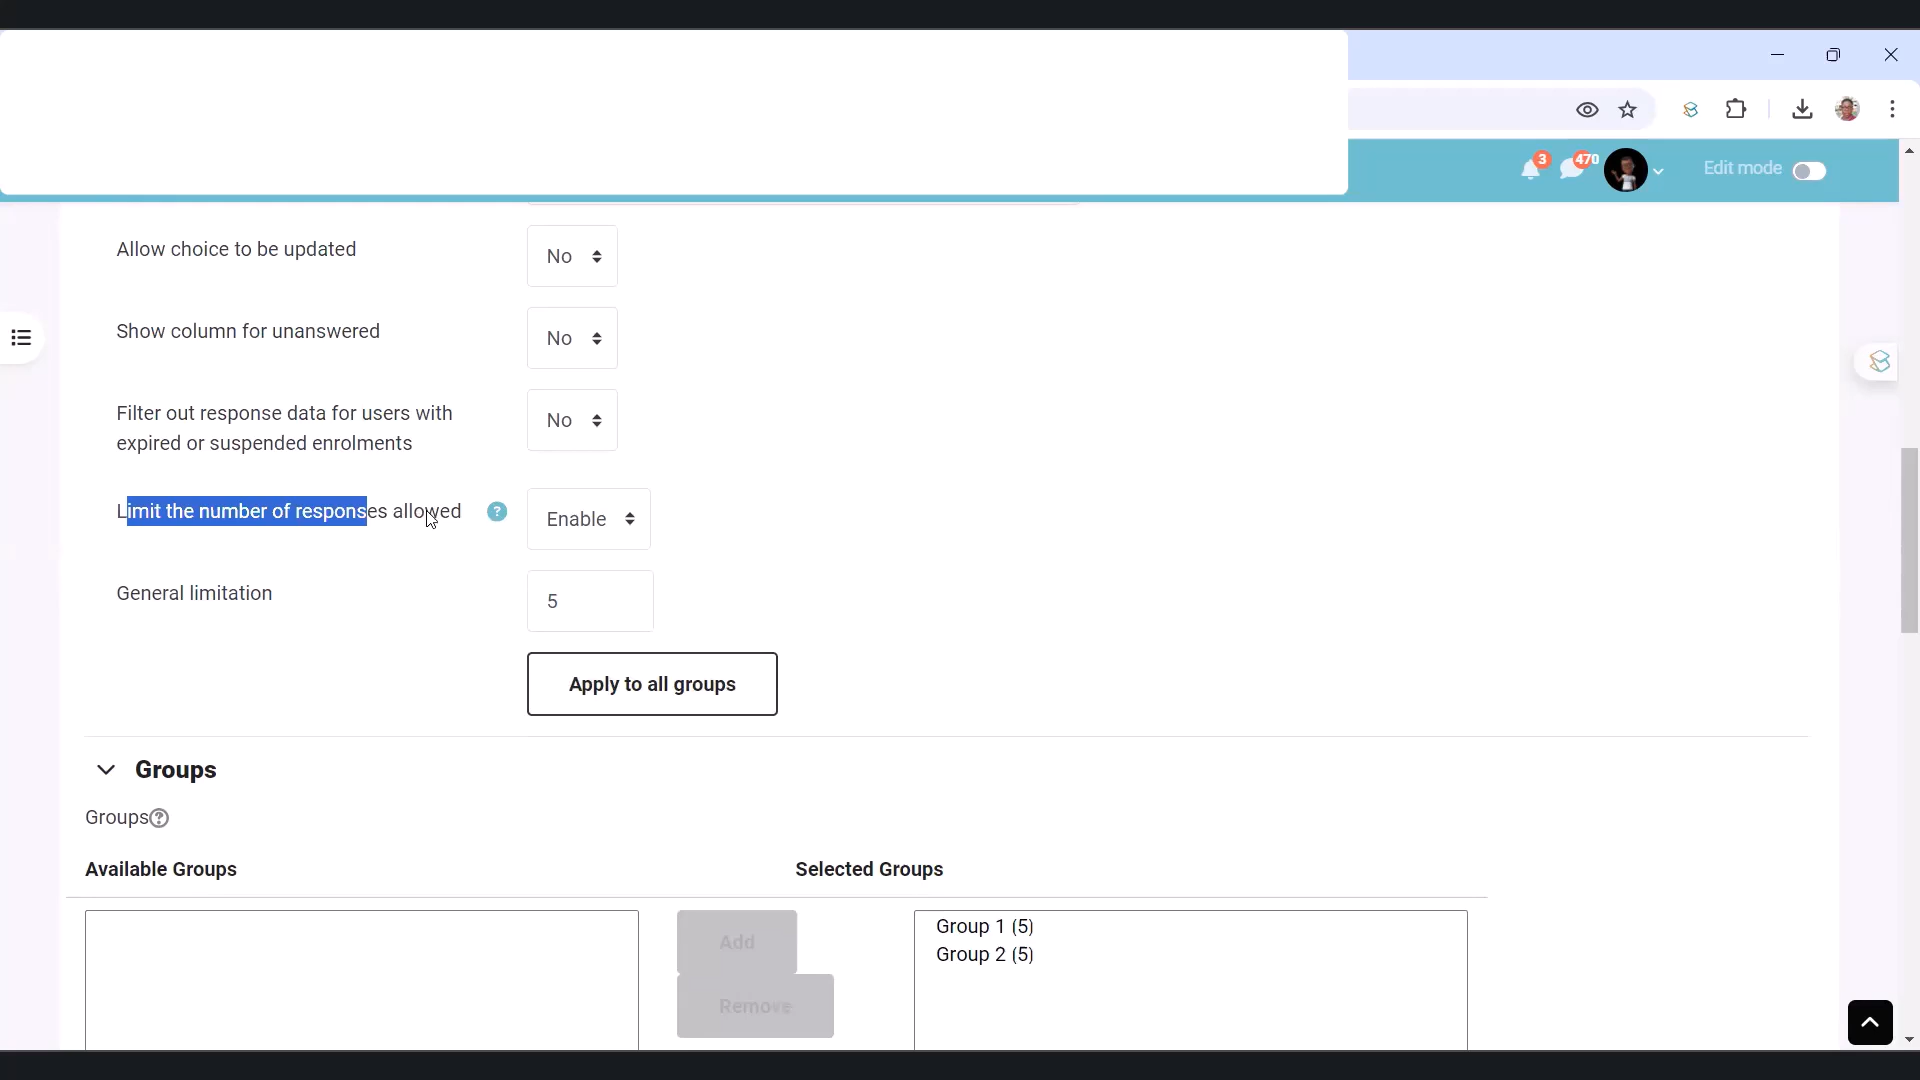 3
470
Edit mode
Allow choice to be updated
No
Show column for unanswered
No
Filter out response data for users with
expired or suspended enrolments
No
Limit the number of responses allowed
?
Enable
General limitation
5
Apply to all groups
Groups
Groups?
Available Groups
Selected Groups
Add
Remove
Group 1 (5)
Group 2 (5)